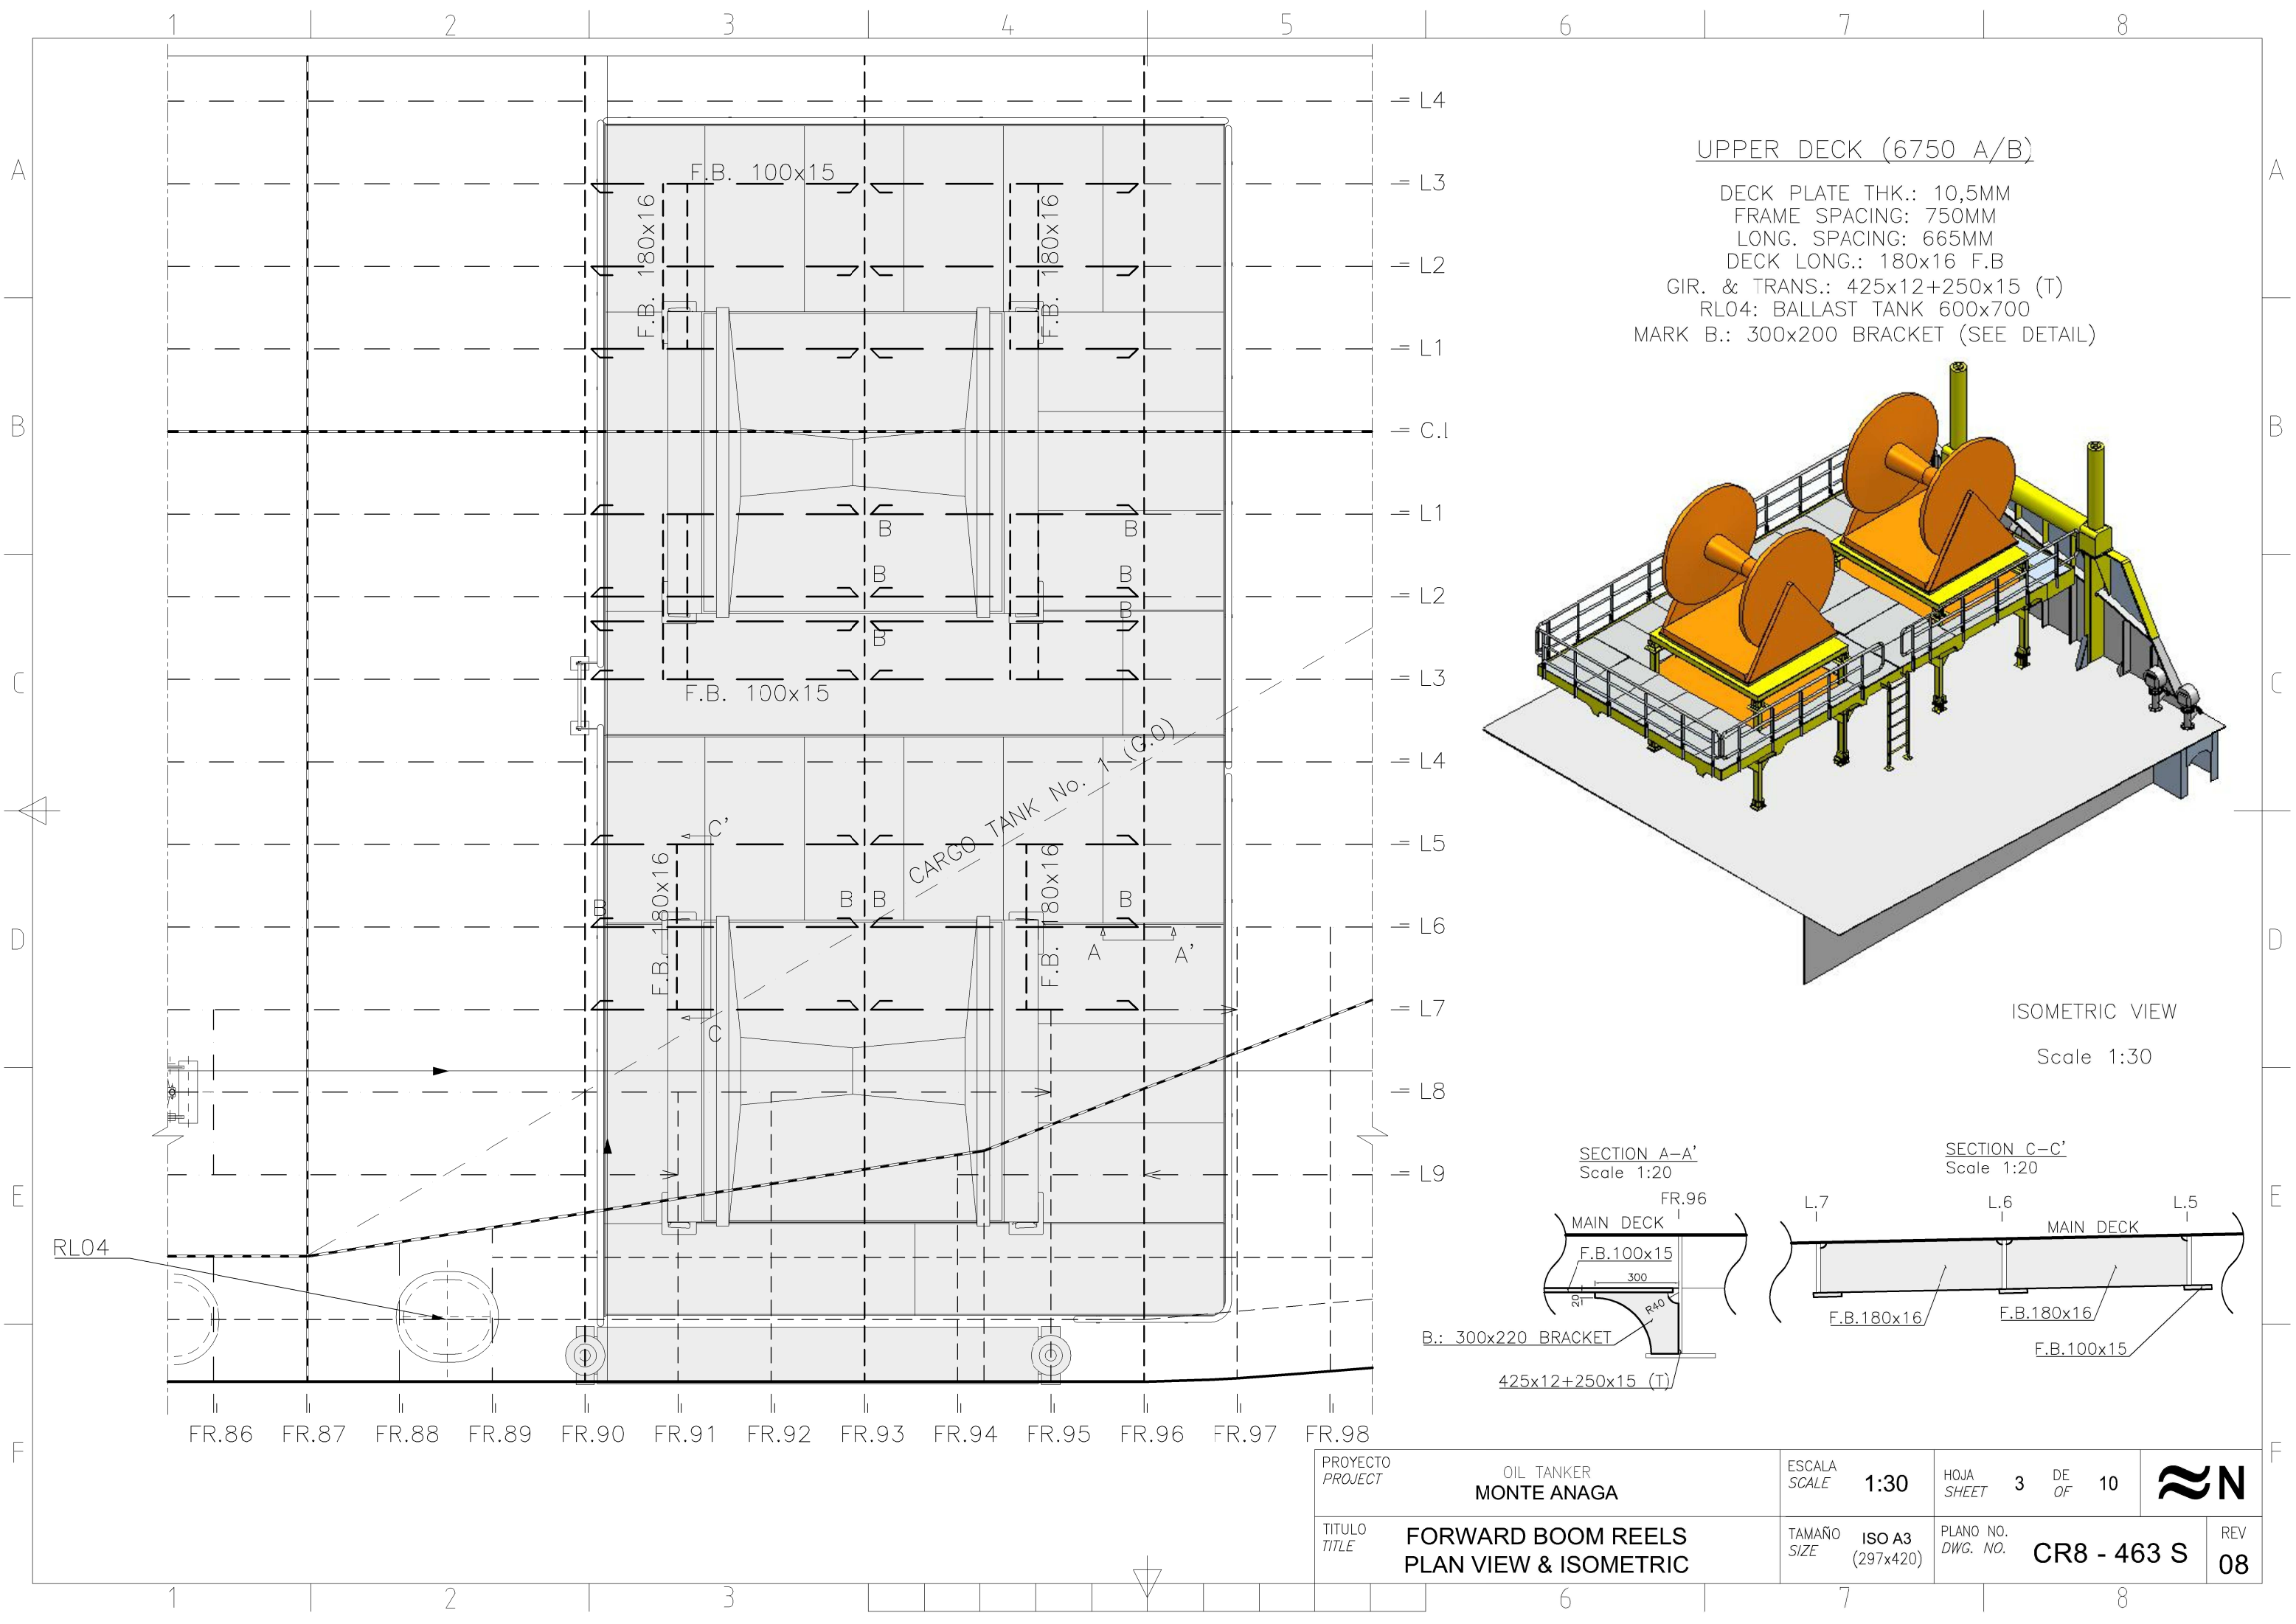 1 2 3 4 5 6 7 8
A A
B B
C C
D D
E E
F F
L4
L3
L2
L1
C.l
L1
L2
L3
L4
L5
L6
L7
L8
L9
F.B. 100x15
F.B. 180x16
F.B. 180x16
B B
B B
B
B
F.B. 100x15
CARGO TANK No. 1 (G.O)
C'
F.B. 180x16
F.B. 180x16
B B B B
A A'
C
RL04
FR.86 FR.87 FR.88 FR.89 FR.90 FR.91 FR.92 FR.93 FR.94 FR.95 FR.96 FR.97 FR.98
UPPER DECK (6750 A/B)
DECK PLATE THK.: 10,5MM
FRAME SPACING: 750MM
LONG. SPACING: 665MM
DECK LONG.: 180x16 F.B
GIR. & TRANS.: 425x12+250x15 (T)
RL04: BALLAST TANK 600x700
MARK B.: 300x200 BRACKET (SEE DETAIL)
ISOMETRIC VIEW
Scale 1:30
SECTION A-A'
Scale 1:20
FR.96
MAIN DECK
F.B.100x15
300
20
R40
B.: 300x220 BRACKET
425x12+250x15 (T)
SECTION C-C'
Scale 1:20
L.7 L.6 L.5
MAIN DECK
F.B.180x16
F.B.180x16
F.B.100x15
PROYECTO
PROJECT
OIL TANKER
MONTE ANAGA
ESCALA
SCALE
1:30
HOJA
SHEET
3
DE
OF
10
N
TITULO
TITLE
FORWARD BOOM REELS
PLAN VIEW & ISOMETRIC
TAMAÑO
SIZE
ISO A3
(297x420)
PLANO NO.
DWG. NO.
CR8 - 463 S
REV
08
1 2 3 6 7 8